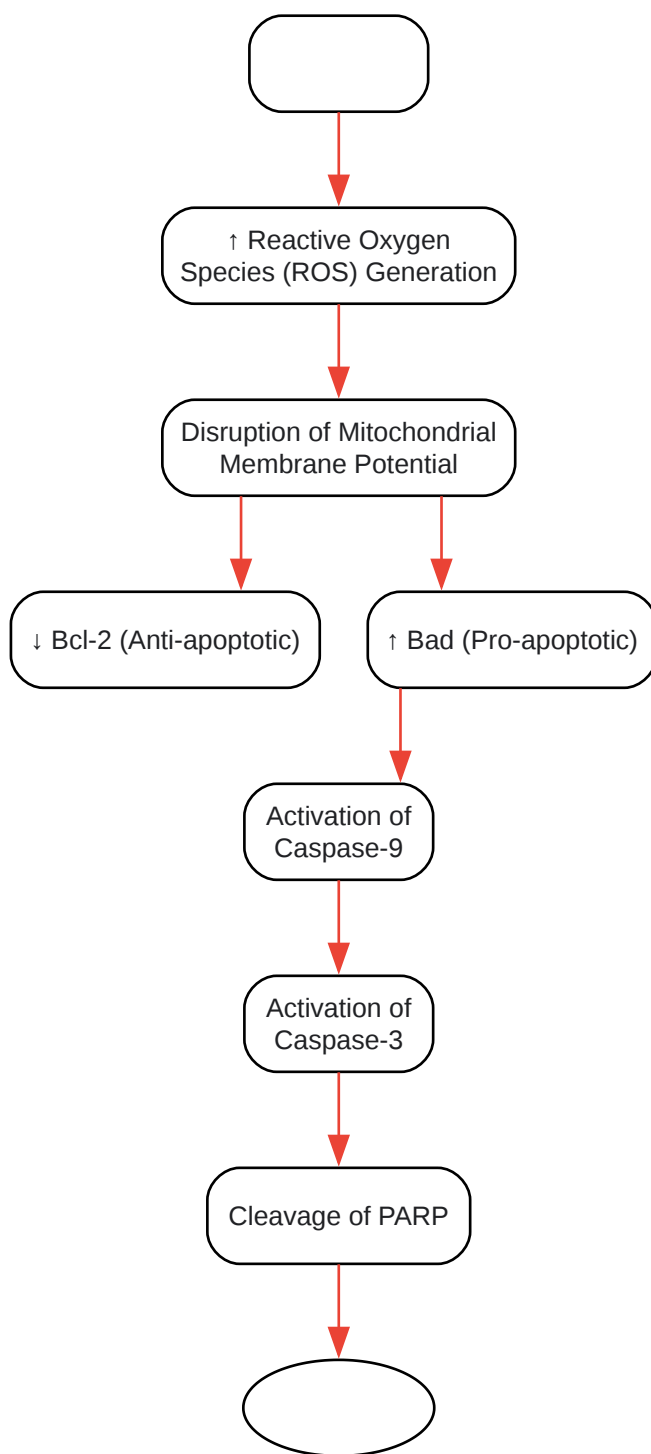 ↑ Reactive Oxygen
Species (ROS) Generation
Disruption of Mitochondrial
Membrane Potential
↓ Bcl-2 (Anti-apoptotic)
↑ Bad (Pro-apoptotic)
Activation of
Caspase-9
Activation of
Caspase-3
Cleavage of PARP